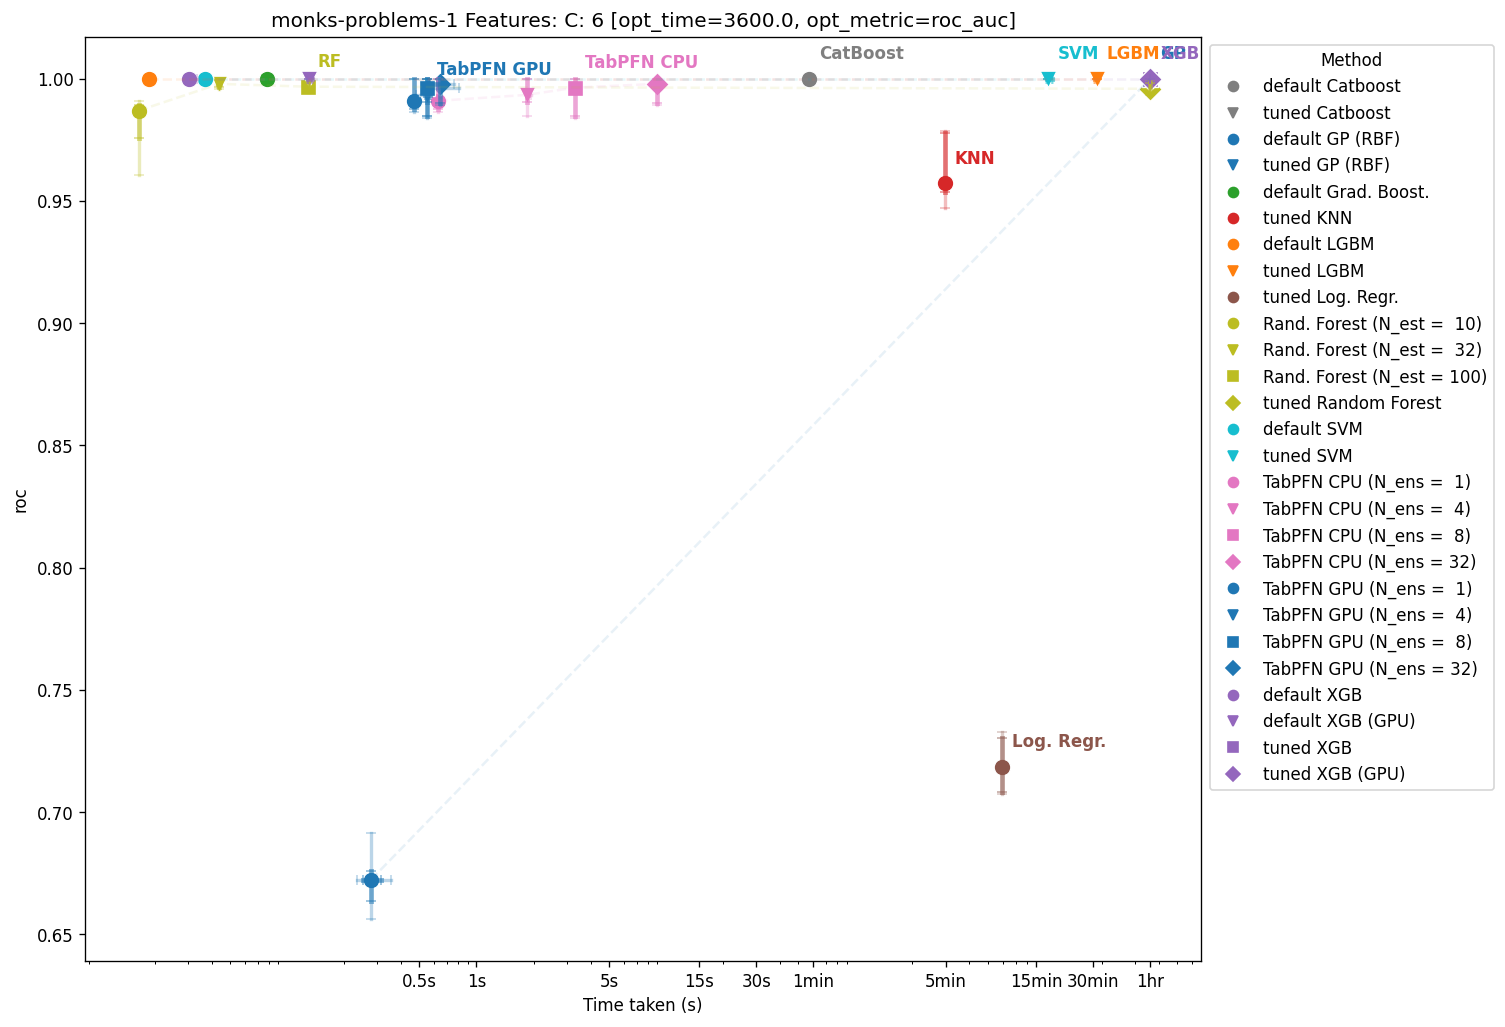 monks-problems-1 Features: C: 6 [opt_time=3600.0, opt_metric=roc_auc]
RF
TabPFN GPU
TabPFN CPU
CatBoost
SVM
LGBM
GP
XGB
KNN
Log. Regr.
1.00
0.95
0.90
0.85
0.80
0.75
0.70
0.65
roc
0.5s
1s
5s
15s
30s
1min
5min
15min
30min
1hr
Time taken (s)
Method
default Catboost
tuned Catboost
default GP (RBF)
tuned GP (RBF)
default Grad. Boost.
tuned KNN
default LGBM
tuned LGBM
tuned Log. Regr.
Rand. Forest (N_est =  10)
Rand. Forest (N_est =  32)
Rand. Forest (N_est = 100)
tuned Random Forest
default SVM
tuned SVM
TabPFN CPU (N_ens =  1)
TabPFN CPU (N_ens =  4)
TabPFN CPU (N_ens =  8)
TabPFN CPU (N_ens = 32)
TabPFN GPU (N_ens =  1)
TabPFN GPU (N_ens =  4)
TabPFN GPU (N_ens =  8)
TabPFN GPU (N_ens = 32)
default XGB
default XGB (GPU)
tuned XGB
tuned XGB (GPU)